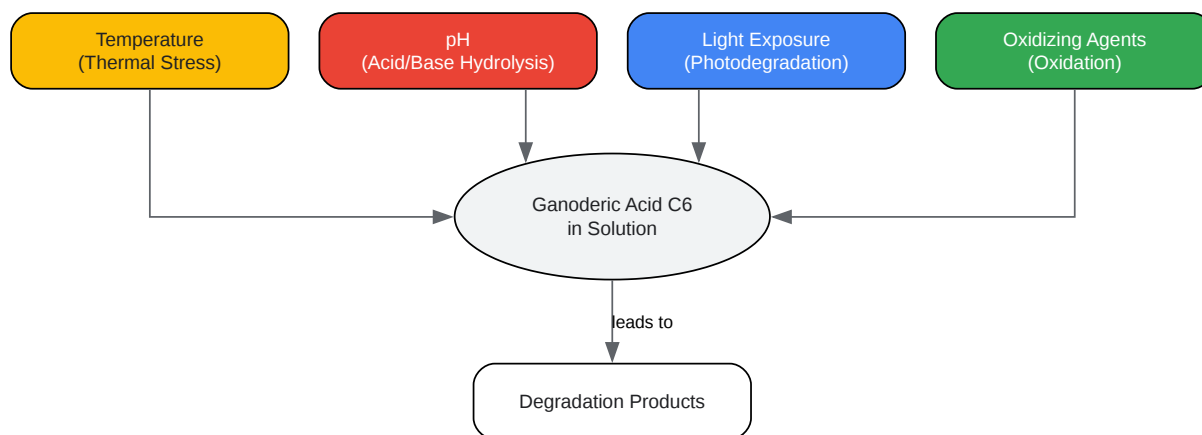 Temperature
(Thermal Stress)
pH
(Acid/Base Hydrolysis)
Light Exposure
(Photodegradation)
Oxidizing Agents
(Oxidation)
Ganoderic Acid C6
in Solution
leads to
Degradation Products